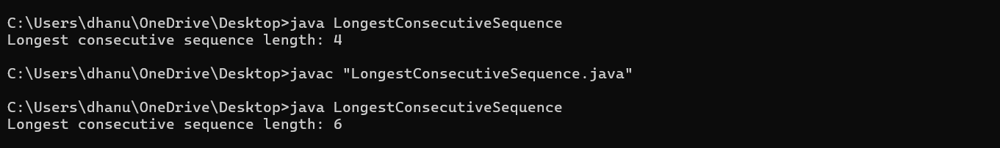 C:\Users\dhanu\OneDrive\Desktop>java LongestConsecutiveSequence
Longest consecutive sequence length: 4
C:\Users\dhanu\OneDrive\Desktop>javac "LongestConsecutiveSequence.java"
C:\Users\dhanu\OneDrive\Desktop>java LongestConsecutiveSequence
Longest consecutive sequence length: 6